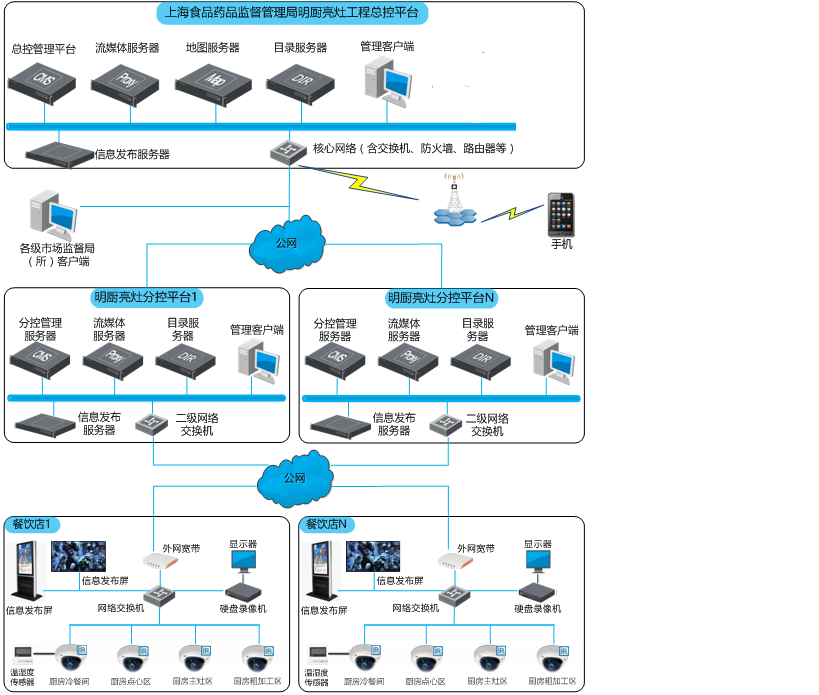 上海食品药品监督管理局明厨亮灶工程总控平台
总控管理平台
流媒体服务器
地图服务器
目录服务器
管理客户端
CMS
Proxy
Map
DIR
信息发布服务器
核心网络（含交换机、防火墙、路由器等）
各级市场监督局
（所）客户端
公网
手机
明厨亮灶分控平台1
分控管理
服务器
流媒体
服务器
目录服
务器
管理客户端
CMS
Proxy
DIR
信息发布
服务器
二级网络
交换机
明厨亮灶分控平台N
分控管理
服务器
流媒体
服务器
目录服
务器
管理客户端
CMS
Proxy
DIR
信息发布
服务器
二级网络
交换机
公网
餐饮店1
外网宽带
显示器
信息发布屏
信息发布屏
网络交换机
硬盘录像机
温湿度
传感器
IR
IR
IR
IR
厨房冷餐间
厨房点心区
厨房主灶区
厨房粗加工区
餐饮店N
外网宽带
显示器
信息发布屏
信息发布屏
网络交换机
硬盘录像机
温湿度
传感器
IR
IR
IR
IR
厨房冷餐间
厨房点心区
厨房主灶区
厨房粗加工区